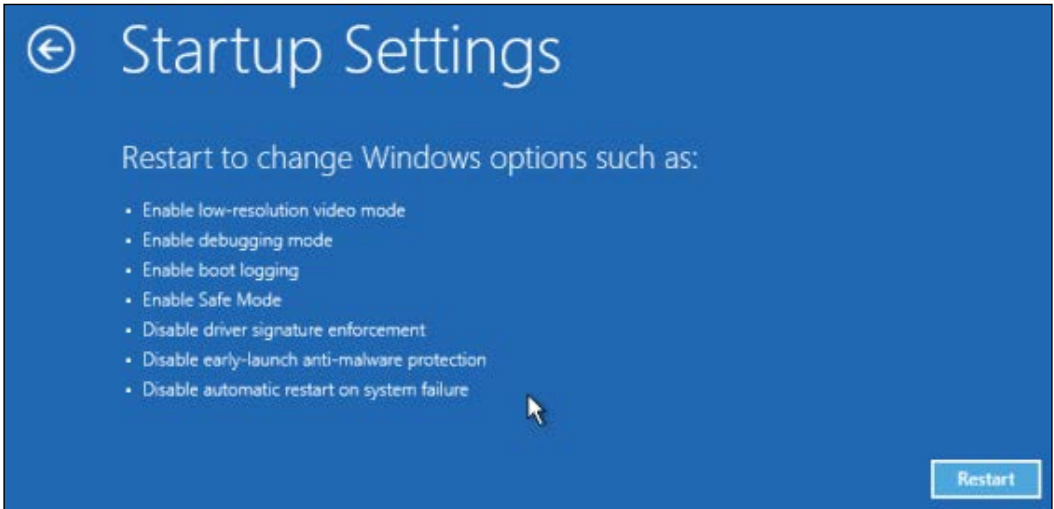 Startup Settings
Restart to change Windows options such as:
• Enable low-resolution video mode
• Enable debugging mode
• Enable boot logging
• Enable Safe Mode
• Disable driver signature enforcement
• Disable early-launch anti-malware protection
• Disable automatic restart on system failure
Restart